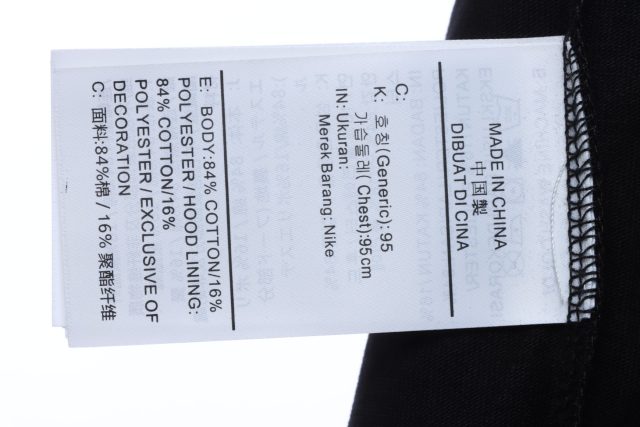 MADE IN CHINA
中国製
DIBUAT DI CINA
C:
K: 호칭(Generic):95
가슴둘레( Chest):95cm
IN: Ukuran:
Merek Barang: Nike
E: BODY:84% COTTON/16%
POLYESTER / HOOD LINING:
84% COTTON/16%
POLYESTER / EXCLUSIVE OF
DECORATION
C: 面料:84%棉 / 16% 聚酯纤维